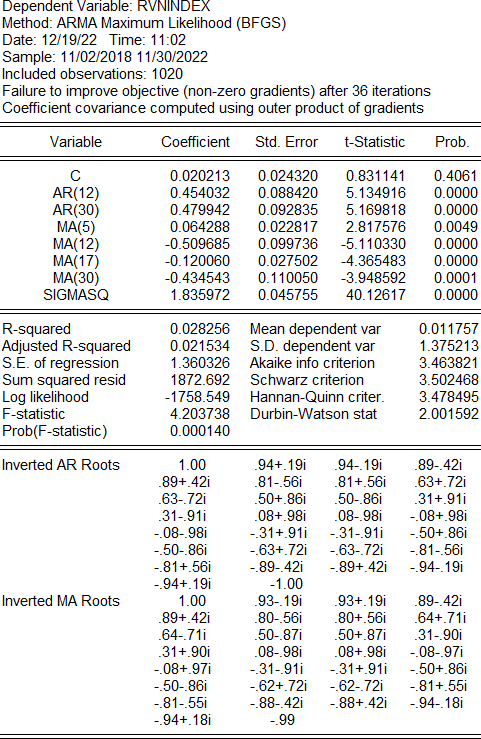 Dependent Variable: RVNINDEX
Method: ARMA Maximum Likelihood (BFGS)
Date: 12/19/22 Time: 11:02
Sample: 11/02/2018 11/30/2022
Included observations: 1020
Failure to improve objective (non-zero gradients) after 36 iterations
Coefficient covariance computed using outer product of gradients
Variable Coefficient Std. Error t-Statistic Prob.
C 0.020213 0.024320 0.831141 0.4061
AR(12) 0.454032 0.088420 5.134916 0.0000
AR(30) 0.479942 0.092835 5.169818 0.0000
MA(5) 0.064288 0.022817 2.817576 0.0049
MA(12) -0.509685 0.099736 -5.110330 0.0000
MA(17) -0.120060 0.027502 -4.365483 0.0000
MA(30) -0.434543 0.110050 -3.948592 0.0001
SIGMASQ 1.835972 0.045755 40.12617 0.0000
R-squared 0.028256 Mean dependent var 0.011757
Adjusted R-squared 0.021534 S.D. dependent var 1.375213
S.E. of regression 1.360326 Akaike info criterion 3.463821
Sum squared resid 1872.692 Schwarz criterion 3.502468
Log likelihood -1758.549 Hannan-Quinn criter. 3.478495
F-statistic 4.203738 Durbin-Watson stat 2.001592
Prob(F-statistic) 0.000140
Inverted AR Roots 1.00 .94+.19i .94-.19i .89-.42i
.89+.42i .81-.56i .81+.56i .63+.72i
.63-.72i .50+.86i .50-.86i .31+.91i
.31-.91i .08+.98i .08-.98i -.08+.98i
-.08-.98i -.31+.91i -.31-.91i -.50+.86i
-.50-.86i -.63+.72i -.63-.72i -.81-.56i
-.81+.56i -.89-.42i -.89+.42i -.94-.19i
-.94+.19i -1.00
Inverted MA Roots 1.00 .93-.19i .93+.19i .89-.42i
.89+.42i .80-.56i .80+.56i .64+.71i
.64-.71i .50-.87i .50+.87i .31-.90i
.31+.90i .08-.98i .08+.98i -.08-.97i
-.08+.97i -.31-.91i -.31+.91i -.50+.86i
-.50-.86i -.62+.72i -.62-.72i -.81+.55i
-.81-.55i -.88-.42i -.88+.42i -.94-.18i
-.94+.18i -.99